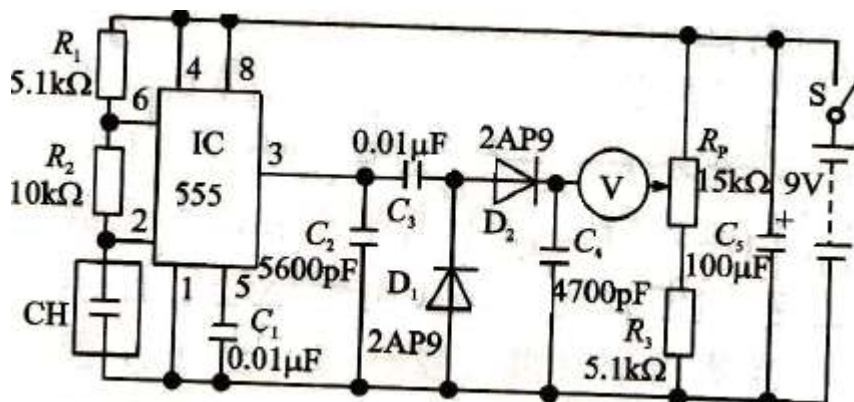 R₁
5.1kΩ
4
8
6
R₂
10kΩ
IC
555
3
2
1
5
CH
C₁
0.01μF
C₂
5600pF
0.01μF
C₃
D₁
2AP9
2AP9
D₂
V
C₄
4700pF
R_P
15kΩ
R₃
5.1kΩ
C₅
+
100μF
S
9V